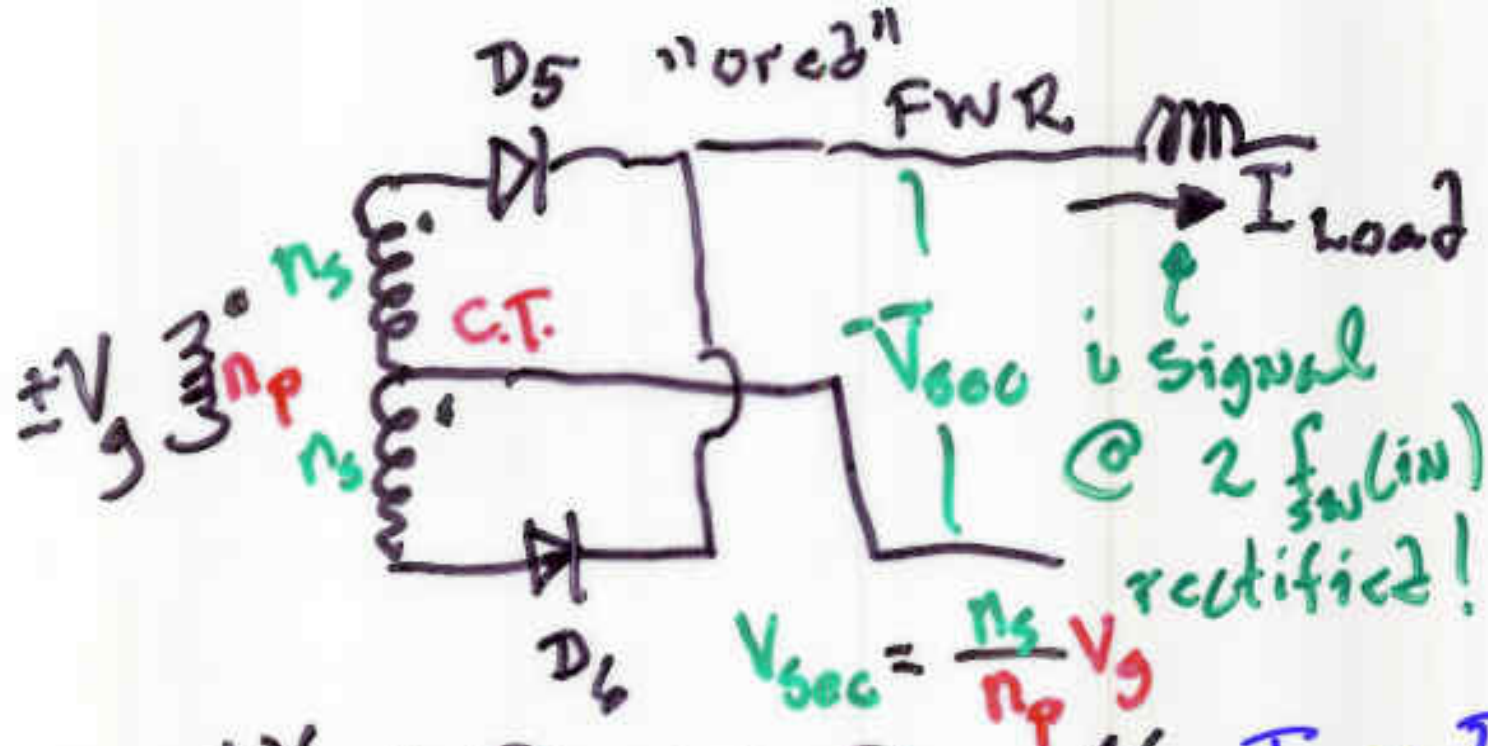 D5 "ored"
FWR
I Load
ns
C.T.
±Vg np
ns
Vsec
i signal
@ 2 fsw(in)
rectified!
D6
Vsec = ns/np Vg